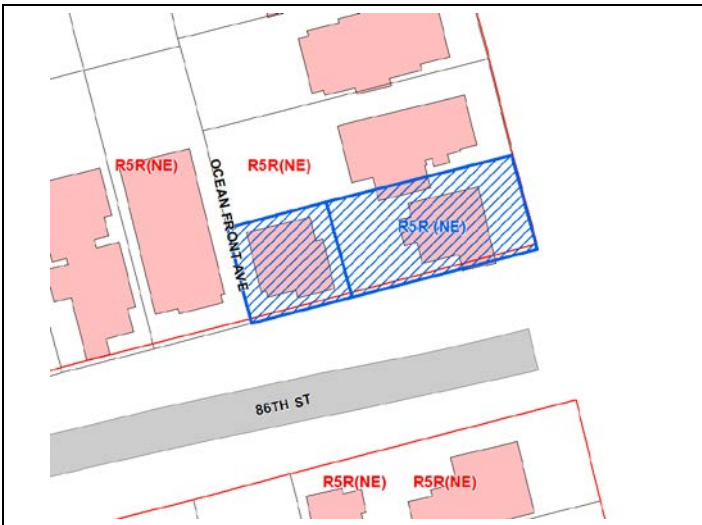 R5R(NE)
OCEAN FRONT AVE
R5R(NE)
R5R (NE)
86TH ST
R5R(NE)
R5R(NE)